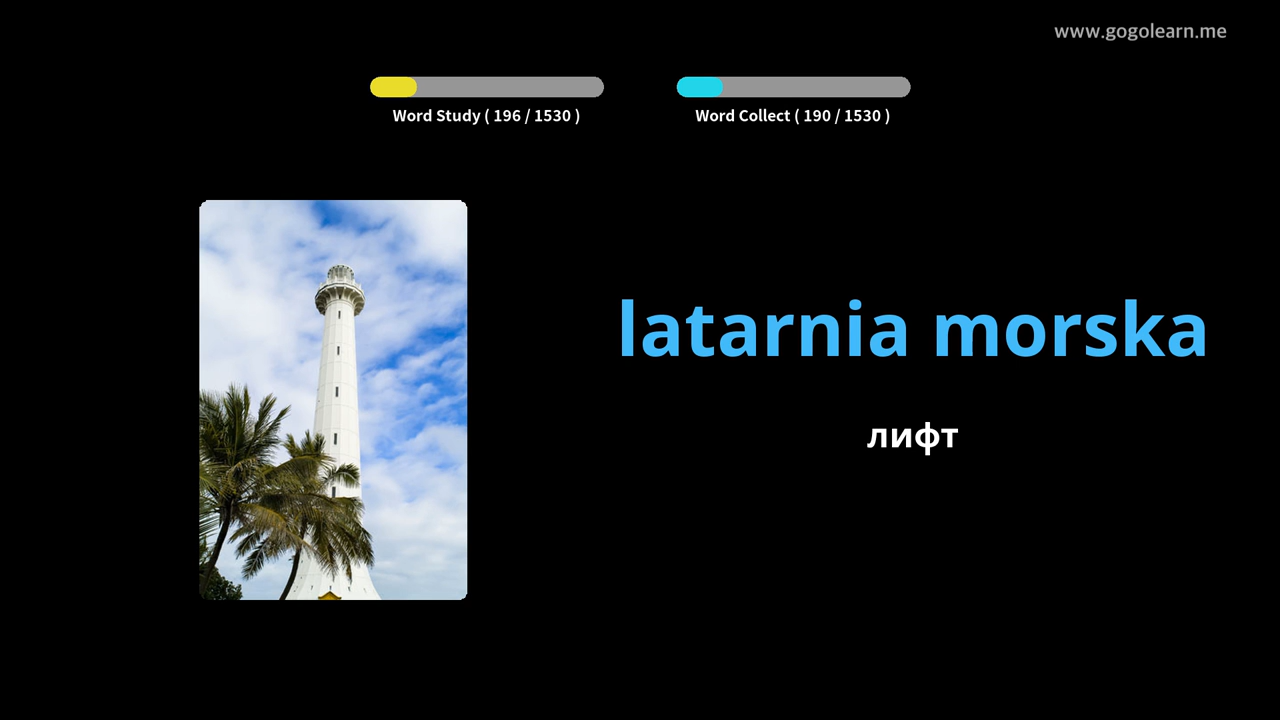 www.gogolearn.me
Word Study ( 196 / 1530 )
Word Collect ( 190 / 1530 )
latarnia morska
лифт